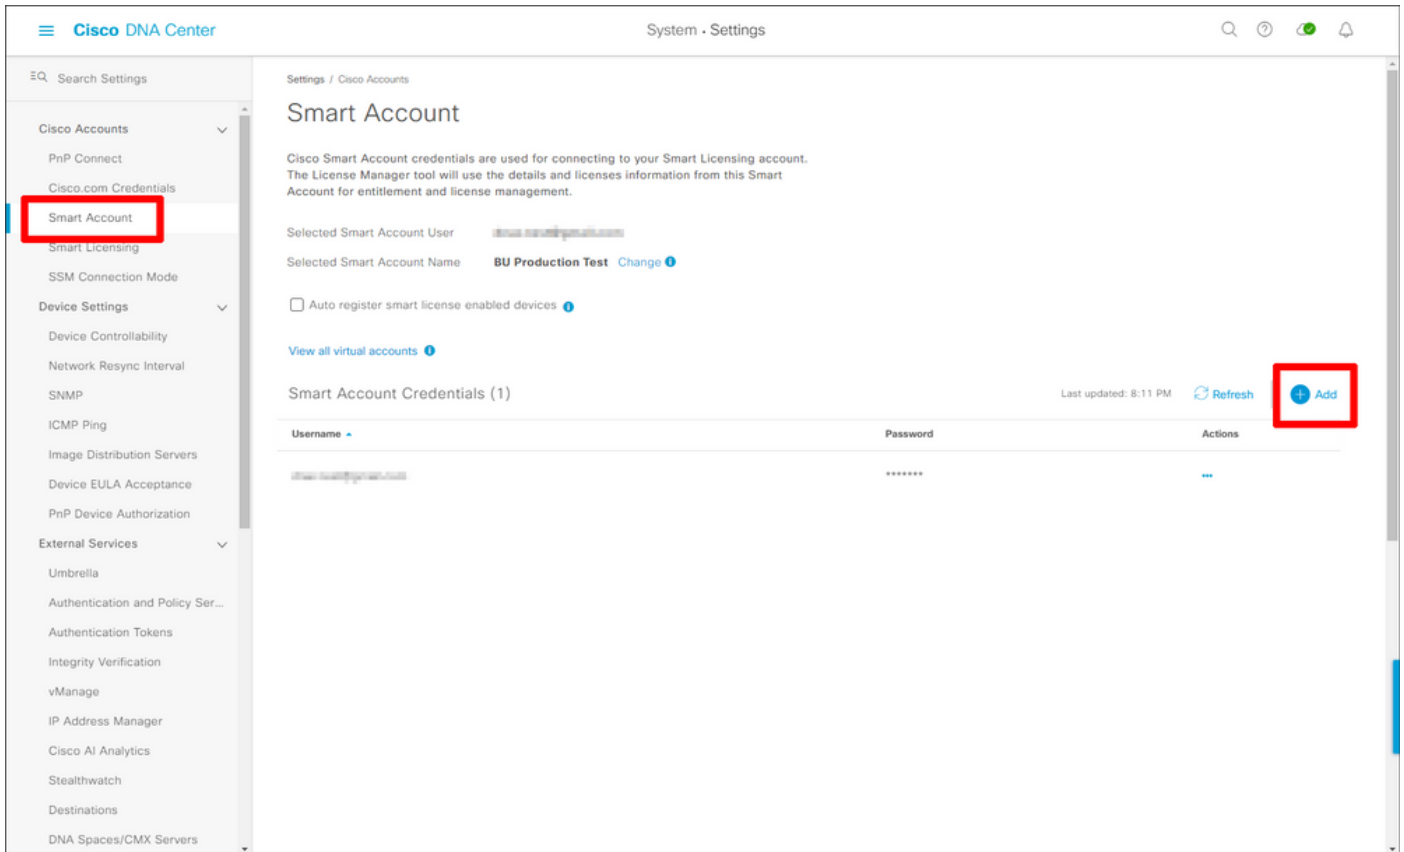 Cisco DNA Center
System · Settings
Search Settings
Cisco Accounts
PnP Connect
Cisco.com Credentials
Smart Account
Smart Licensing
SSM Connection Mode
Device Settings
Device Controllability
Network Resync Interval
SNMP
ICMP Ping
Image Distribution Servers
Device EULA Acceptance
PnP Device Authorization
External Services
Umbrella
Authentication and Policy Ser...
Authentication Tokens
Integrity Verification
vManage
IP Address Manager
Cisco AI Analytics
Stealthwatch
Destinations
DNA Spaces/CMX Servers
Settings / Cisco Accounts
Smart Account
Cisco Smart Account credentials are used for connecting to your Smart Licensing account.
The License Manager tool will use the details and licenses information from this Smart
Account for entitlement and license management.
Selected Smart Account User
Selected Smart Account Name BU Production Test Change
Auto register smart license enabled devices
View all virtual accounts
Smart Account Credentials (1) Last updated: 8:11 PM Refresh Add
Username Password Actions
*******